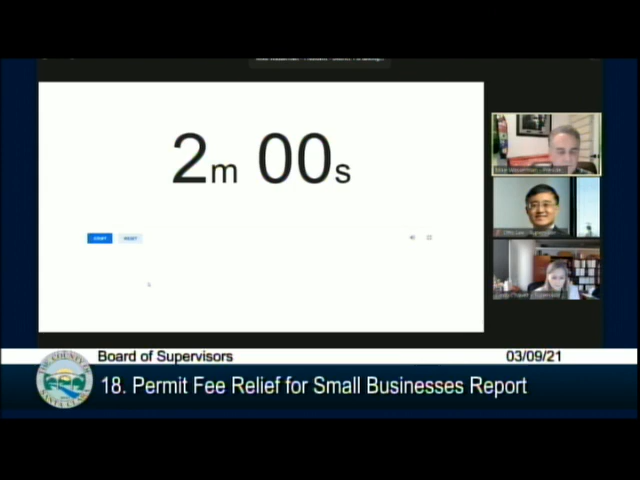 2m 00s
START RESET
Board of Supervisors
03/09/21
18. Permit Fee Relief for Small Businesses Report